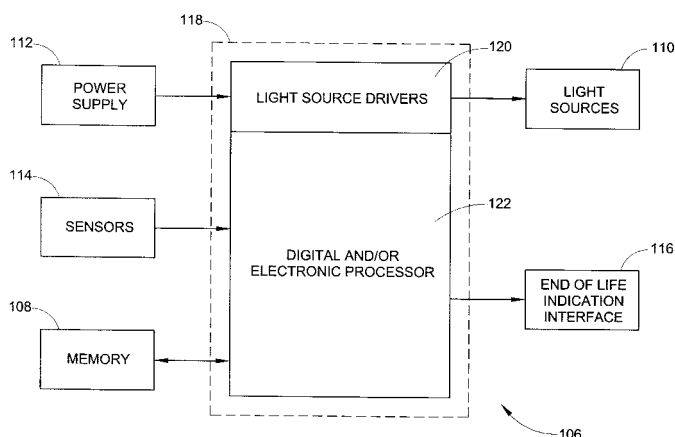 118
112
120
110
POWER
SUPPLY
LIGHT SOURCE DRIVERS
LIGHT
SOURCES
114
SENSORS
122
DIGITAL AND/OR
ELECTRONIC PROCESSOR
116
END OF LIFE
INDICATION
INTERFACE
108
MEMORY
106